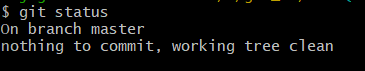 $ git status
On branch master
nothing to commit, working tree clean